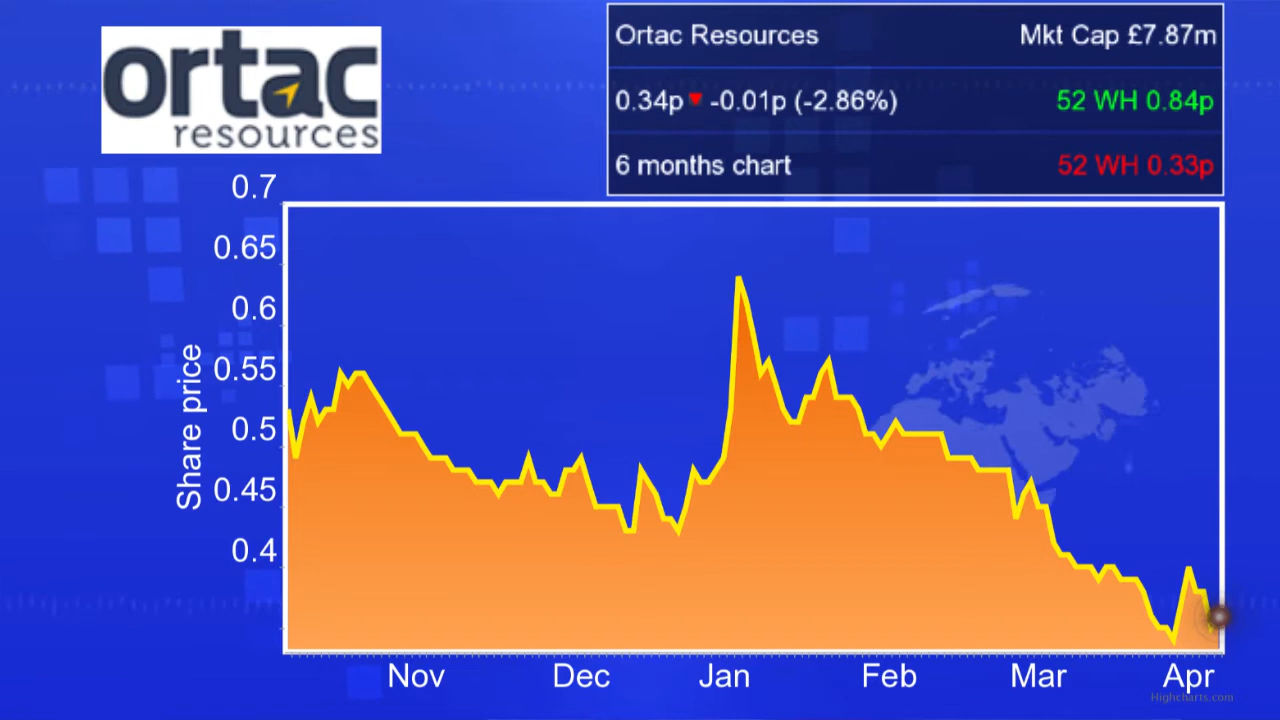 ortac
resources
Ortac Resources Mkt Cap £7.87m
0.34p -0.01p (-2.86%) 52 WH 0.84p
6 months chart 52 WH 0.33p
0.7
0.65
0.6
0.55
0.5
0.45
0.4
Share price
Nov Dec Jan Feb Mar Apr
Highcharts.com